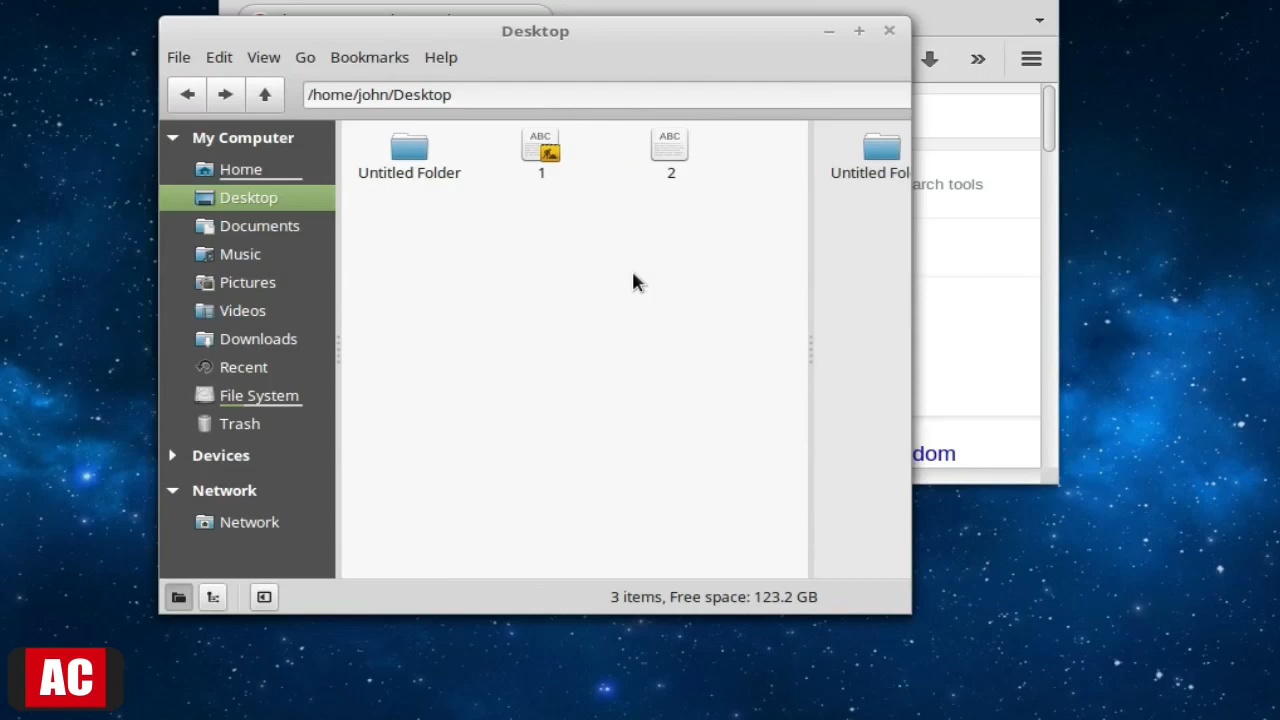 Desktop
File Edit View Go Bookmarks Help
/home/john/Desktop
My Computer
Home
Desktop
Documents
Music
Pictures
Videos
Downloads
Recent
File System
Trash
Devices
Network
Network
ABC
Untitled Folder
1
ABC
2
Untitled Fol
arch tools
dom
3 items, Free space: 123.2 GB
AC